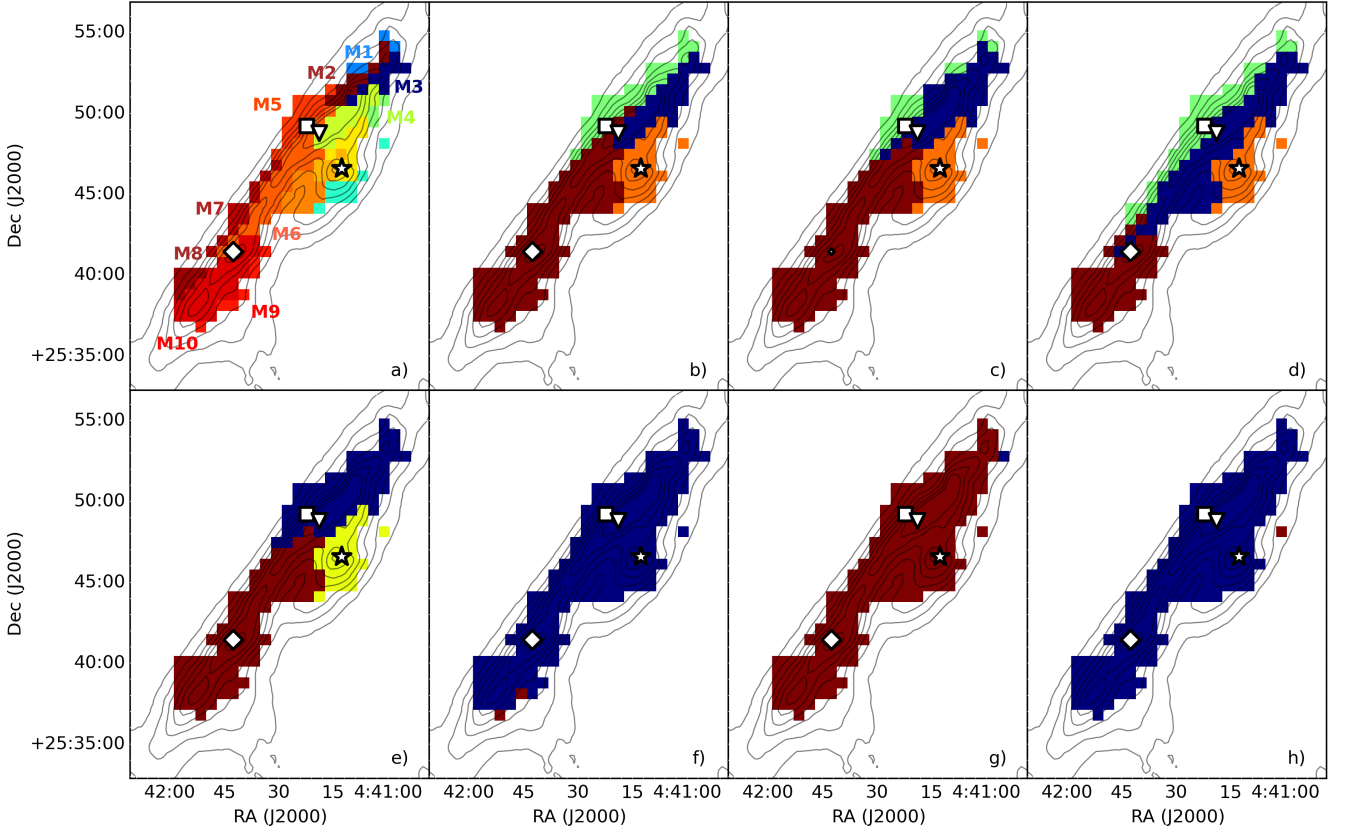 55:00
M1
M2
M3
M5
M4
50:00
45:00
M7
M6
M8
40:00
M9
M10
+25:35:00
Dec (J2000)
a)
b)
c)
d)
55:00
50:00
45:00
40:00
+25:35:00
Dec (J2000)
e)
f)
g)
h)
42:00 45 30 15 4:41:00
42:00 45 30 15 4:41:00
42:00 45 30 15 4:41:00
42:00 45 30 15 4:41:00
RA (J2000) RA (J2000) RA (J2000) RA (J2000)